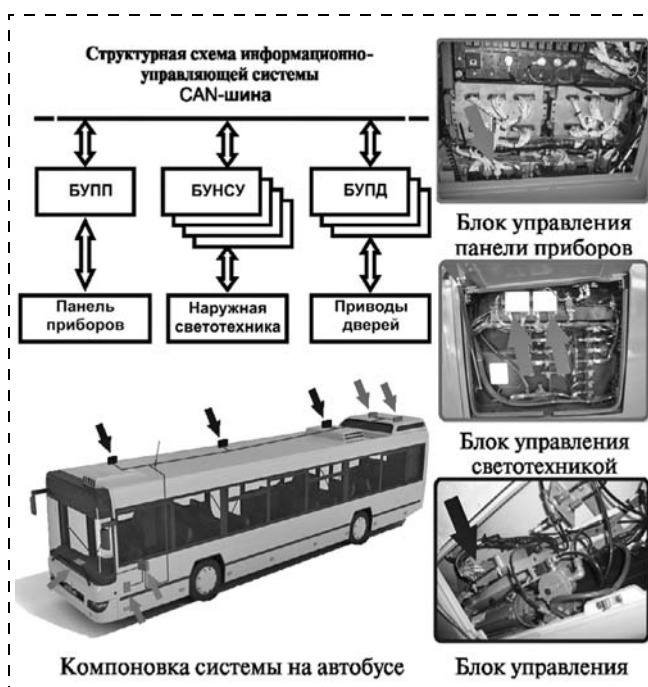 Структурная схема информационно-
управляющей системы
CAN-шина
БУПП
БУНСУ
БУПД
Панель
приборов
Наружная
светотехника
Приводы
дверей
Блок управления
панели приборов
Блок управления
светотехникой
Компоновка системы на автобусе
Блок управления